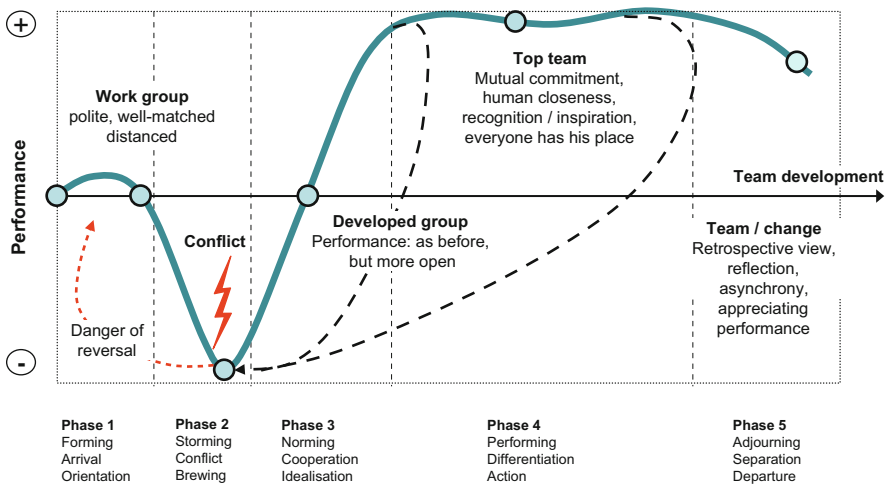 +
Performance
-
Work group
polite, well-matched
distanced
Conflict
Danger of
reversal
Developed group
Performance: as before,
but more open
Top team
Mutual commitment,
human closeness,
recognition / inspiration,
everyone has his place
Team development
Team / change
Retrospective view,
reflection,
asynchrony,
appreciating
performance
Phase 1
Forming
Arrival
Orientation
Phase 2
Storming
Conflict
Brewing
Phase 3
Norming
Cooperation
Idealisation
Phase 4
Performing
Differentiation
Action
Phase 5
Adjourning
Separation
Departure